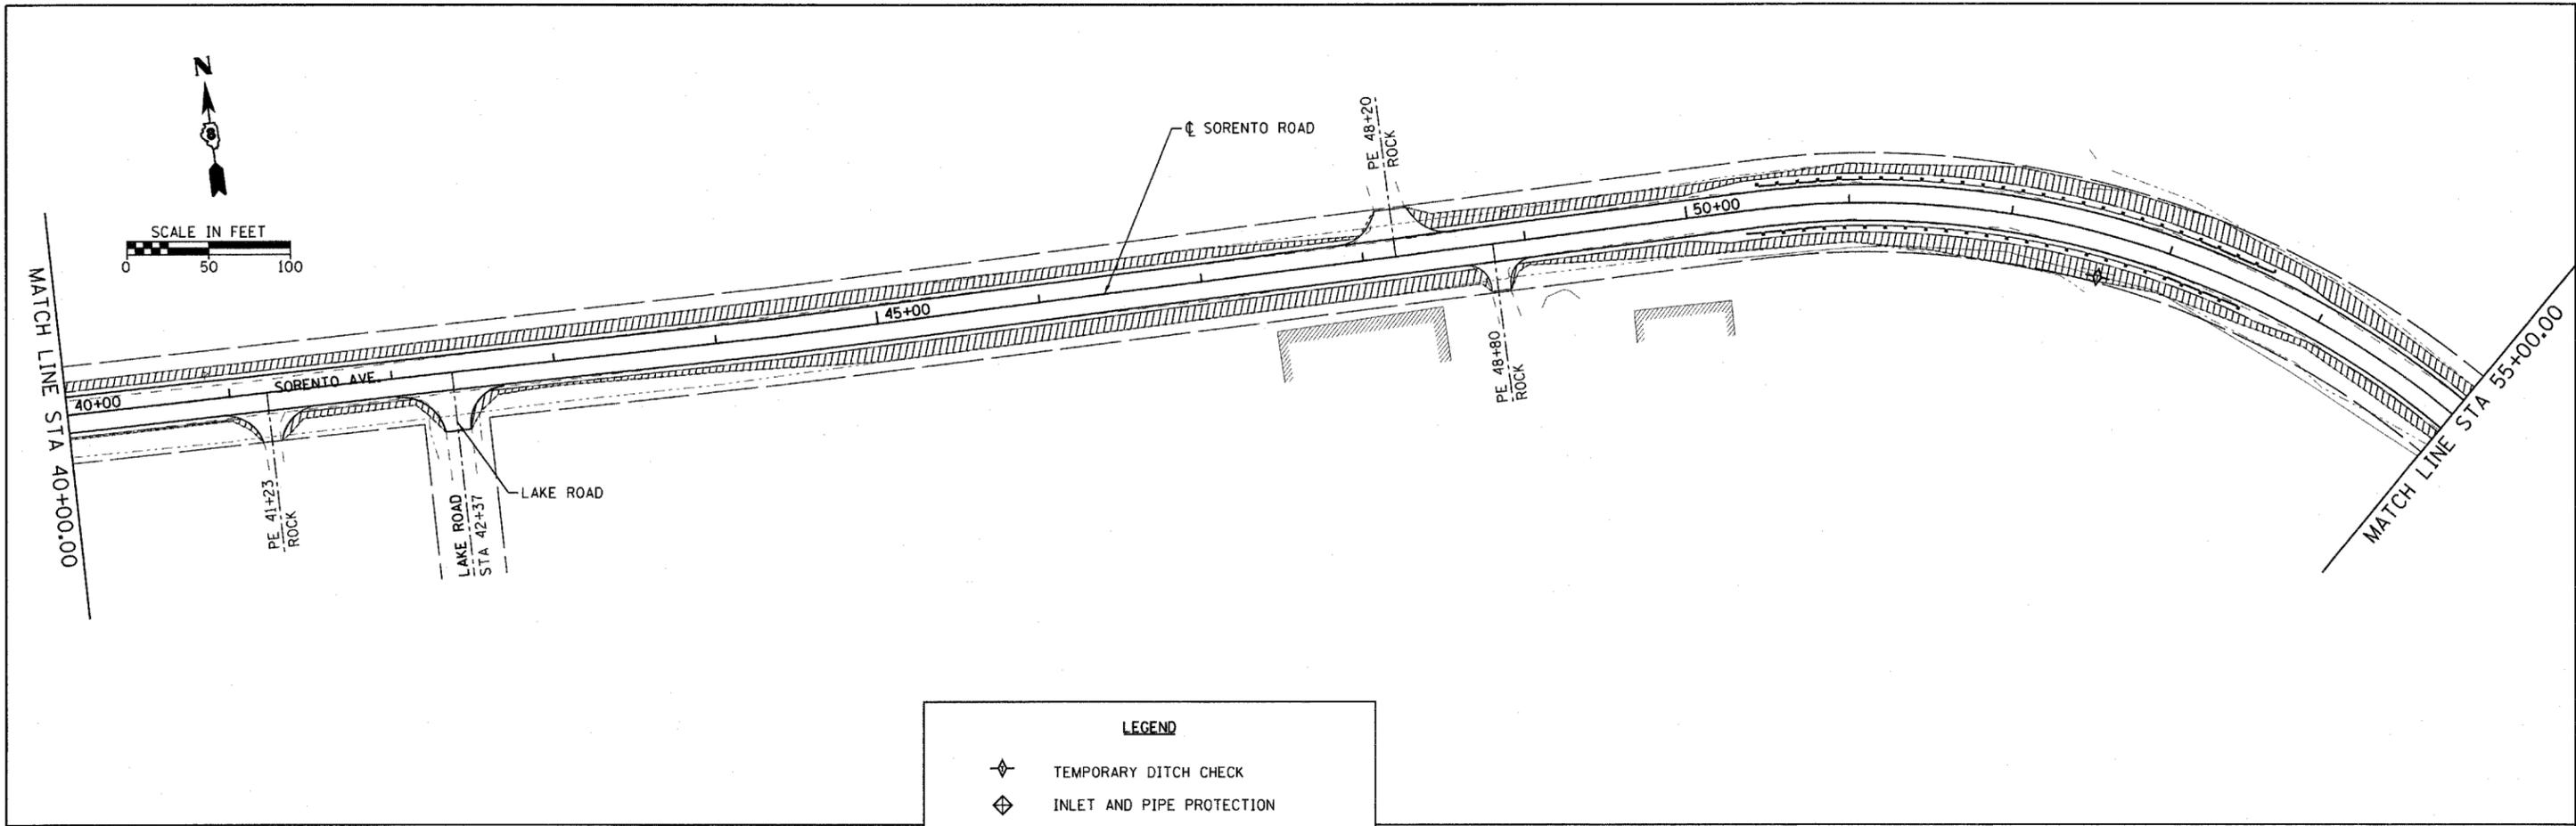 N
8
SCALE IN FEET
0 50 100
MATCH LINE STA 40+00.00
℄ SORENTO ROAD
PE 48+20
ROCK
50+00
45+00
SORENTO AVE.
40+00
PE 41+23
ROCK
LAKE ROAD
STA 42+37
LAKE ROAD
PE 48+80
ROCK
MATCH LINE STA 55+00.00
LEGEND
TEMPORARY DITCH CHECK
INLET AND PIPE PROTECTION